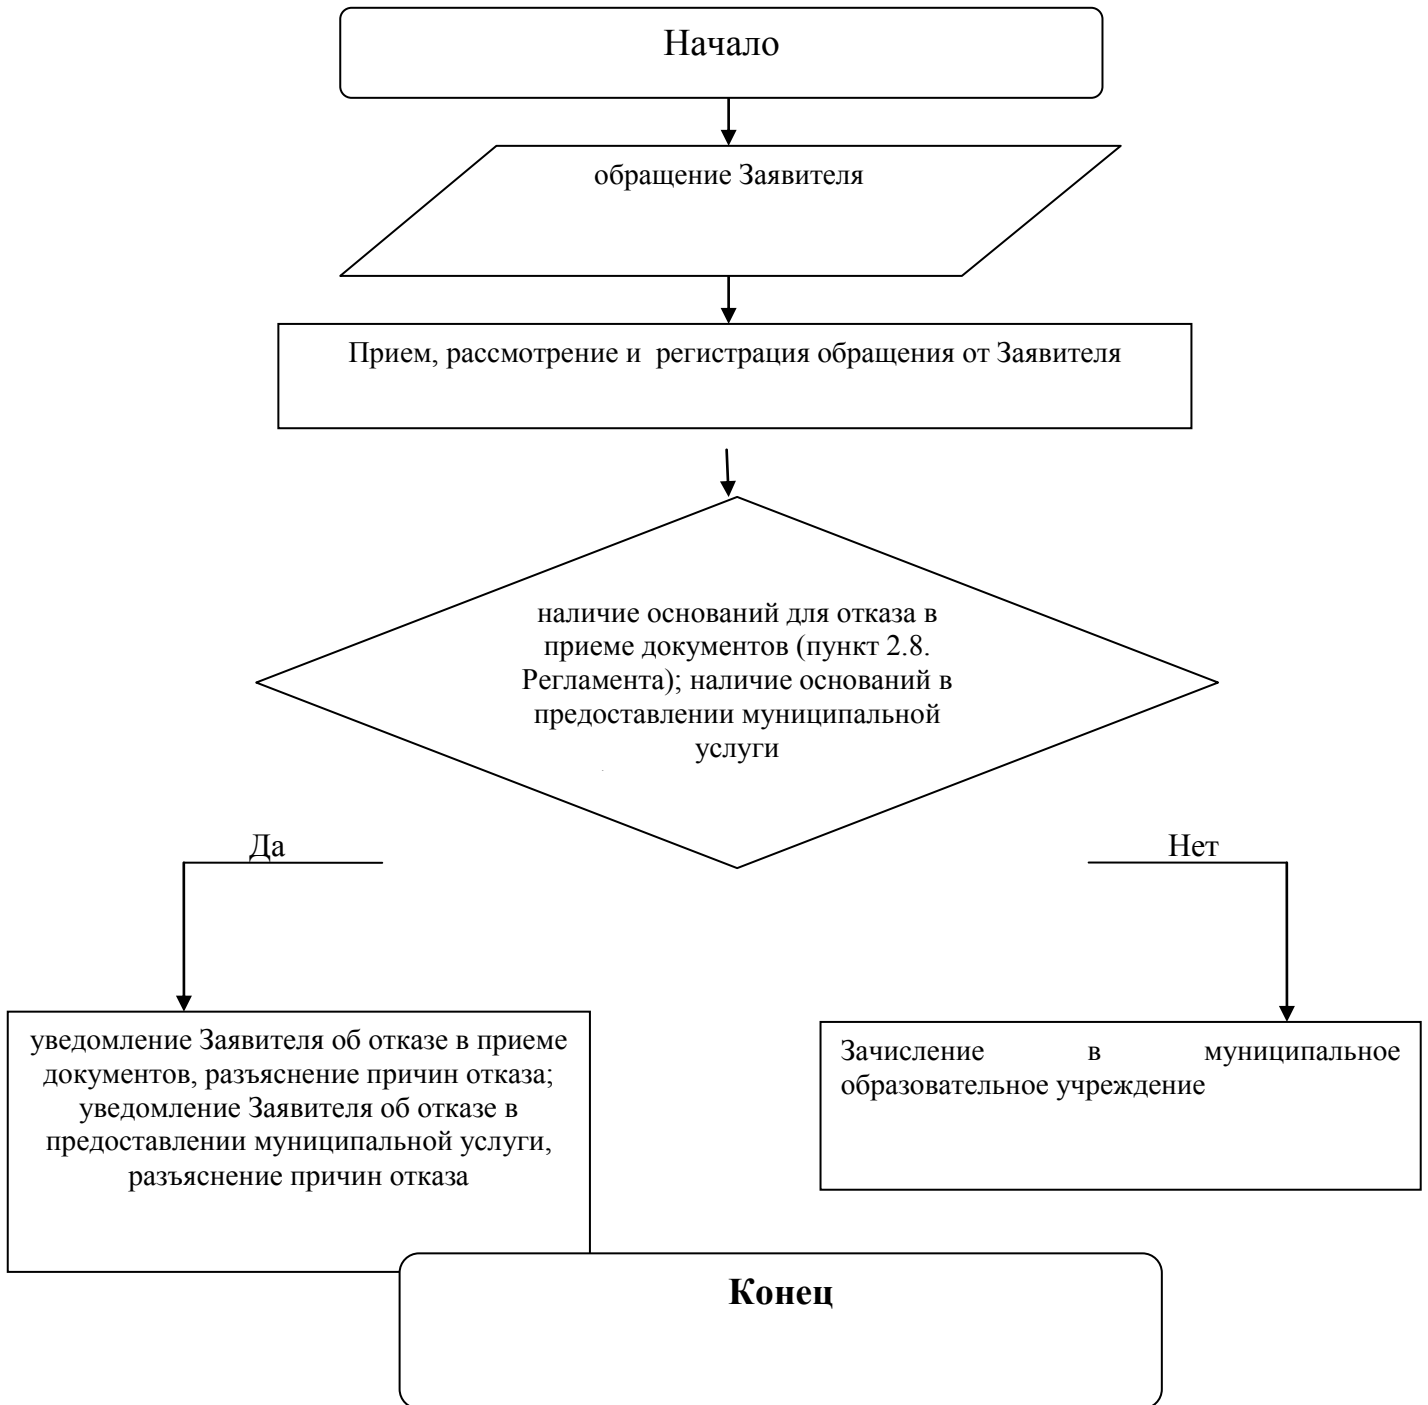 Начало
обращение Заявителя
Прием, рассмотрение и  регистрация обращения от Заявителя
наличие оснований для отказа в
приеме документов (пункт 2.8.
Регламента); наличие оснований в
предоставлении муниципальной
услуги
Да
Нет
уведомление Заявителя об отказе в приеме
документов, разъяснение причин отказа;
уведомление Заявителя об отказе в
предоставлении муниципальной услуги,
разъяснение причин отказа
Зачисление в муниципальное
образовательное учреждение
Конец